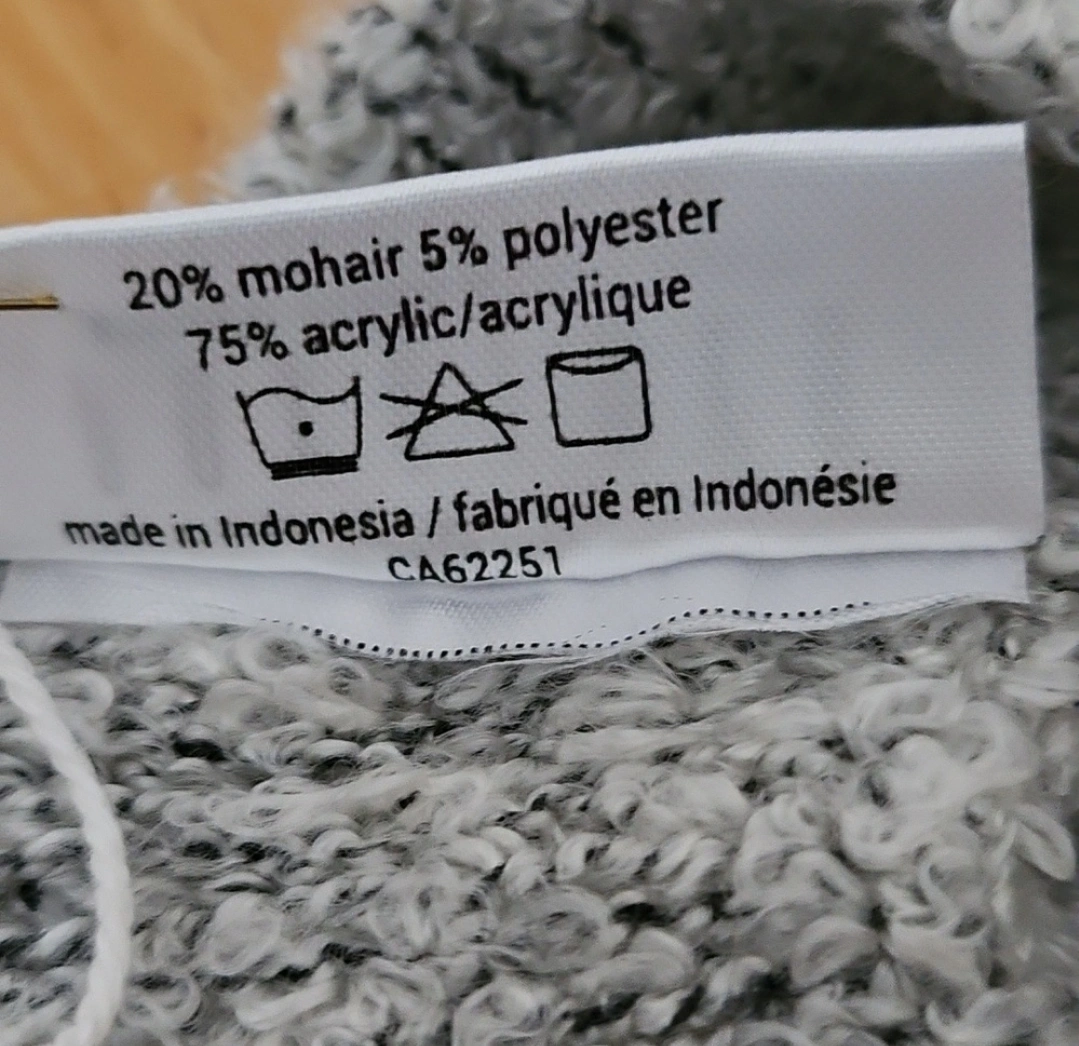 20% mohair 5% polyester
75% acrylic/acrylique
made in Indonesia / fabriqué en Indonésie
CA62251